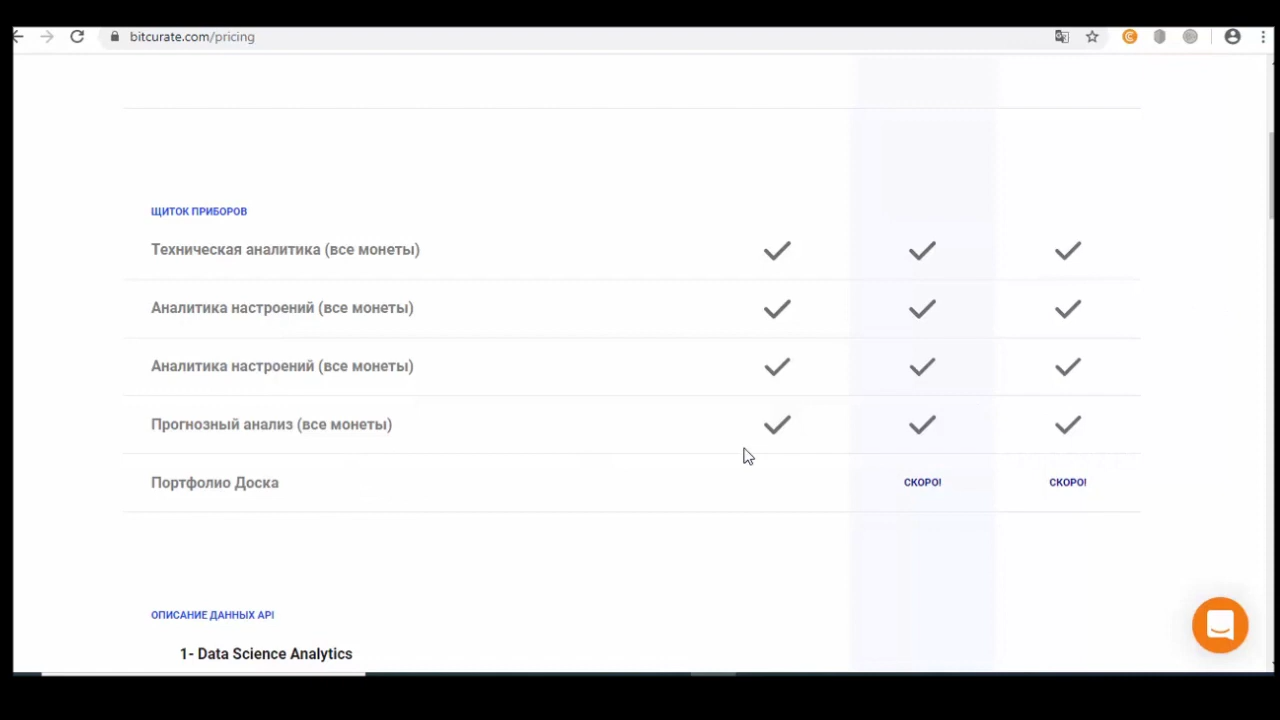 bitcurate.com/pricing
ЩИТОК ПРИБОРОВ
Техническая аналитика (все монеты)
Аналитика настроений (все монеты)
Аналитика настроений (все монеты)
Прогнозный анализ (все монеты)
Портфолио Доска СКОРО! СКОРО!
ОПИСАНИЕ ДАННЫХ API
1- Data Science Analytics